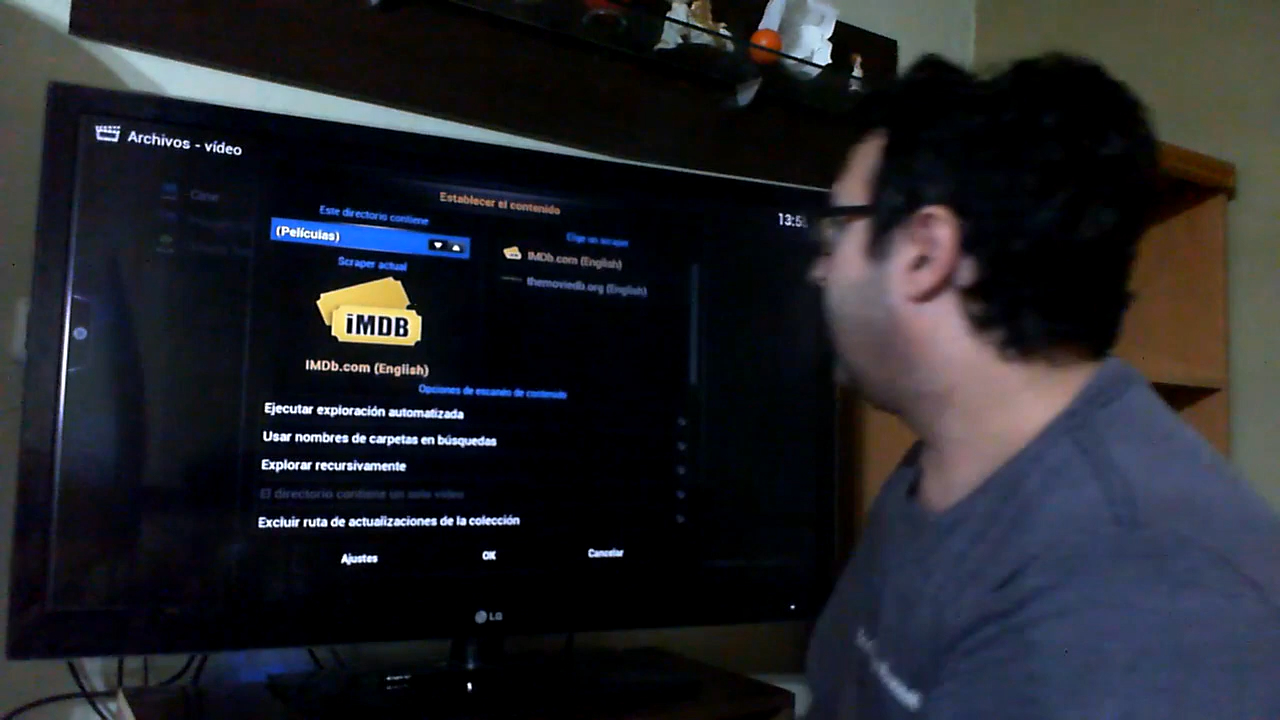 Archivos - vídeo
Establecer el contenido
Este directorio contiene
(Películas)
Scraper actual
iMDB
IMDb.com (English)
Elige un scraper
IMDb.com (English)
themoviedb.org (English)
Opciones de escaneo de contenido
Ejecutar exploración automatizada
Usar nombres de carpetas en búsquedas
Explorar recursivamente
El directorio contiene un solo vídeo
Excluir ruta de actualizaciones de la colección
Ajustes
OK
Cancelar
LG